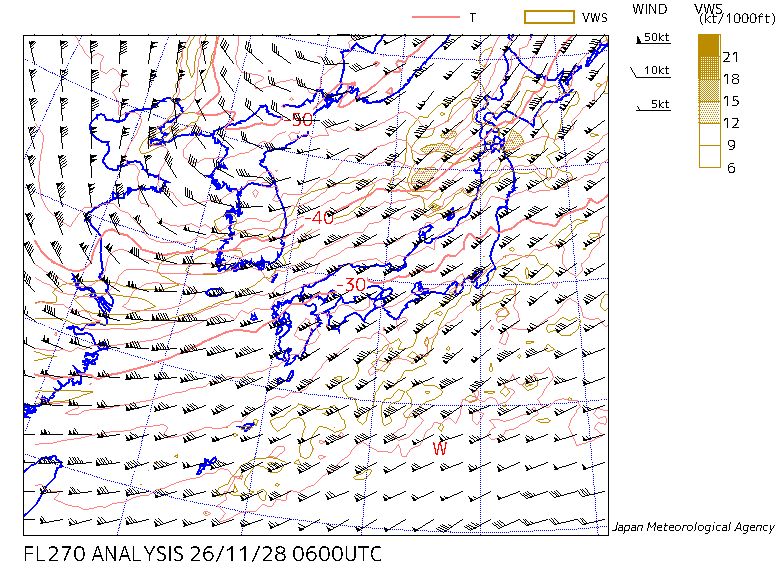 T VWS WIND VWS
(kt/1000ft)
50kt
10kt
5kt
21
18
15
12
9
6
-50
-40
-30
W
Japan Meteorological Agency
FL270 ANALYSIS 26/11/28 0600UTC